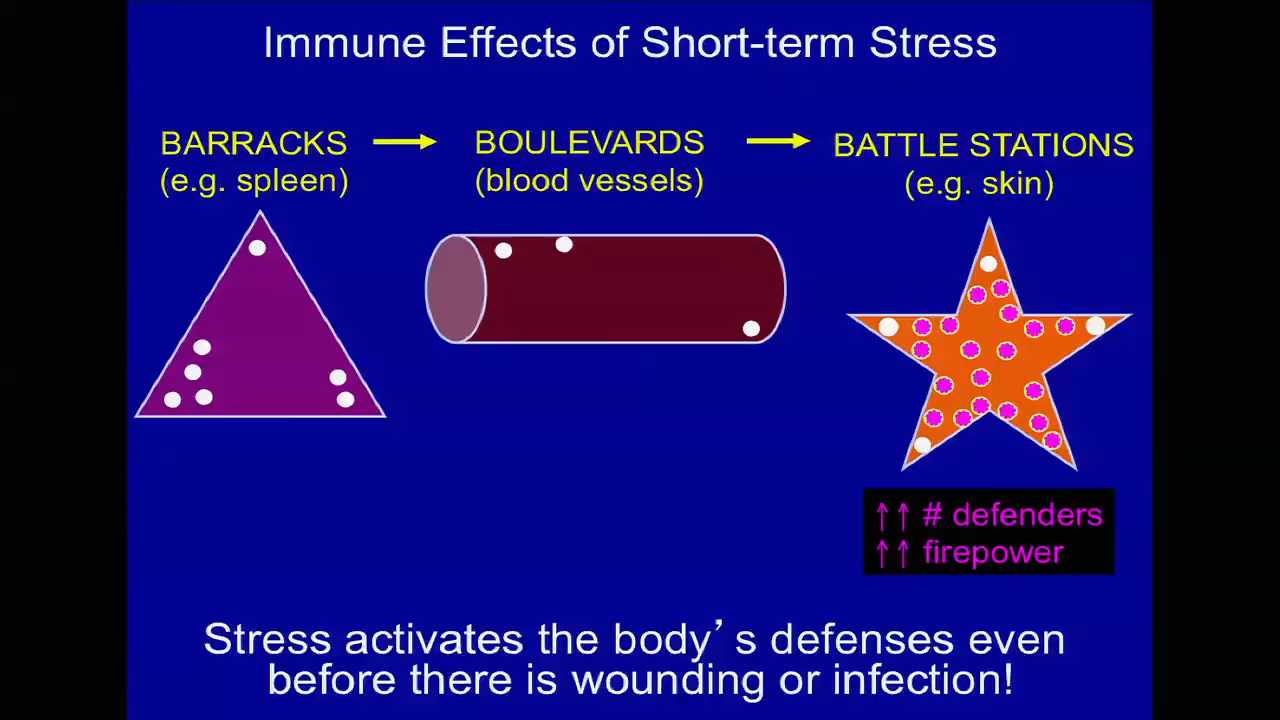 Immune Effects of Short-term Stress
BARRACKS → BOULEVARDS → BATTLE STATIONS
(e.g. spleen) (blood vessels) (e.g. skin)
↑↑ # defenders
↑↑ firepower
Stress activates the body’s defenses even
before there is wounding or infection!